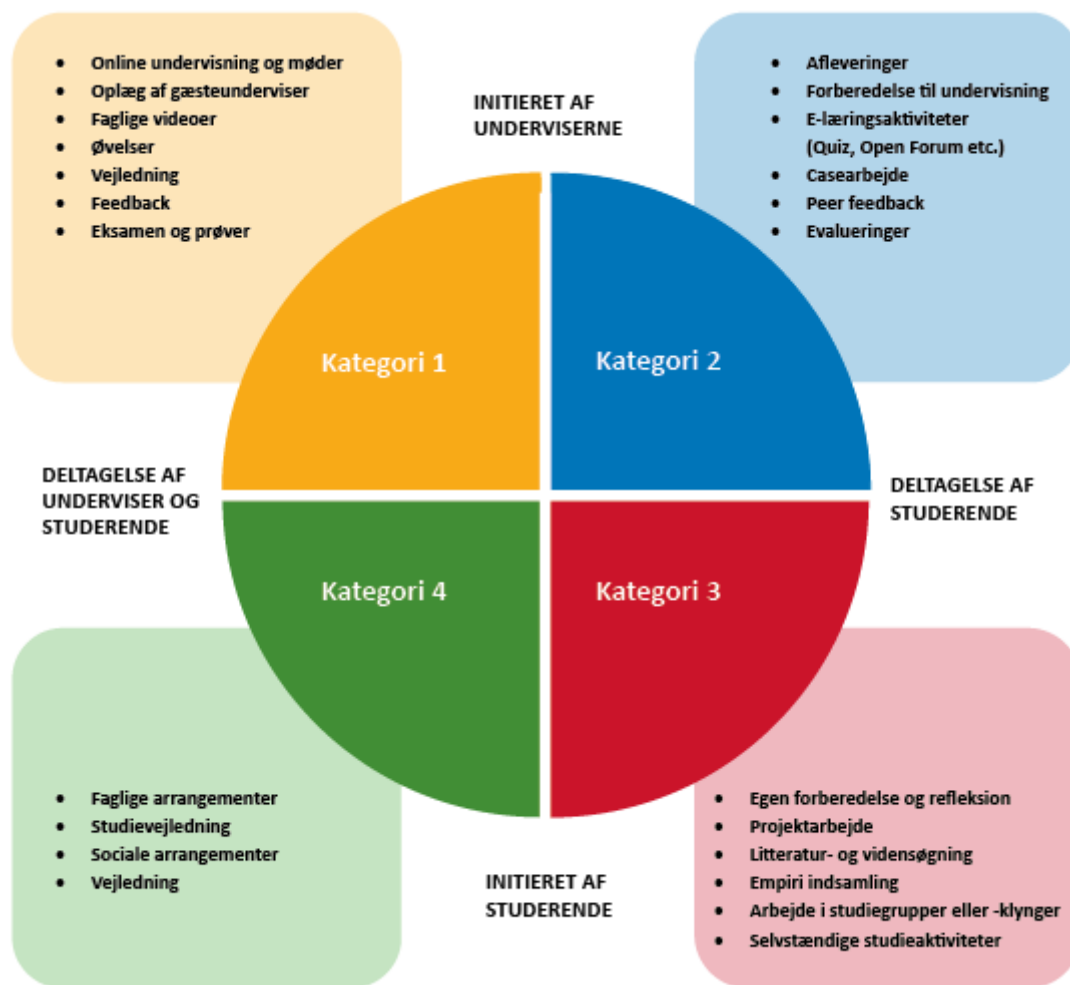 • Online undervisning og møder
• Oplæg af gæsteunderviser
• Faglige videoer
• Øvelser
• Vejledning
• Feedback
• Eksamen og prøver
INITIERET AF
UNDERVISERNE
• Afleveringer
• Forberedelse til undervisning
• E-læringsaktiviteter
(Quiz, Open Forum etc.)
• Casearbejde
• Peer feedback
• Evalueringer
Kategori 1
Kategori 2
DELTAGELSE AF
UNDERVISER OG
STUDERENDE
DELTAGELSE AF
STUDERENDE
Kategori 4
Kategori 3
• Faglige arrangementer
• Studievejledning
• Sociale arrangementer
• Vejledning
INITIERET AF
STUDERENDE
• Egen forberedelse og refleksion
• Projektarbejde
• Litteratur- og vidensøgning
• Empiri indsamling
• Arbejde i studiegrupper eller -klynger
• Selvstændige studieaktiviteter